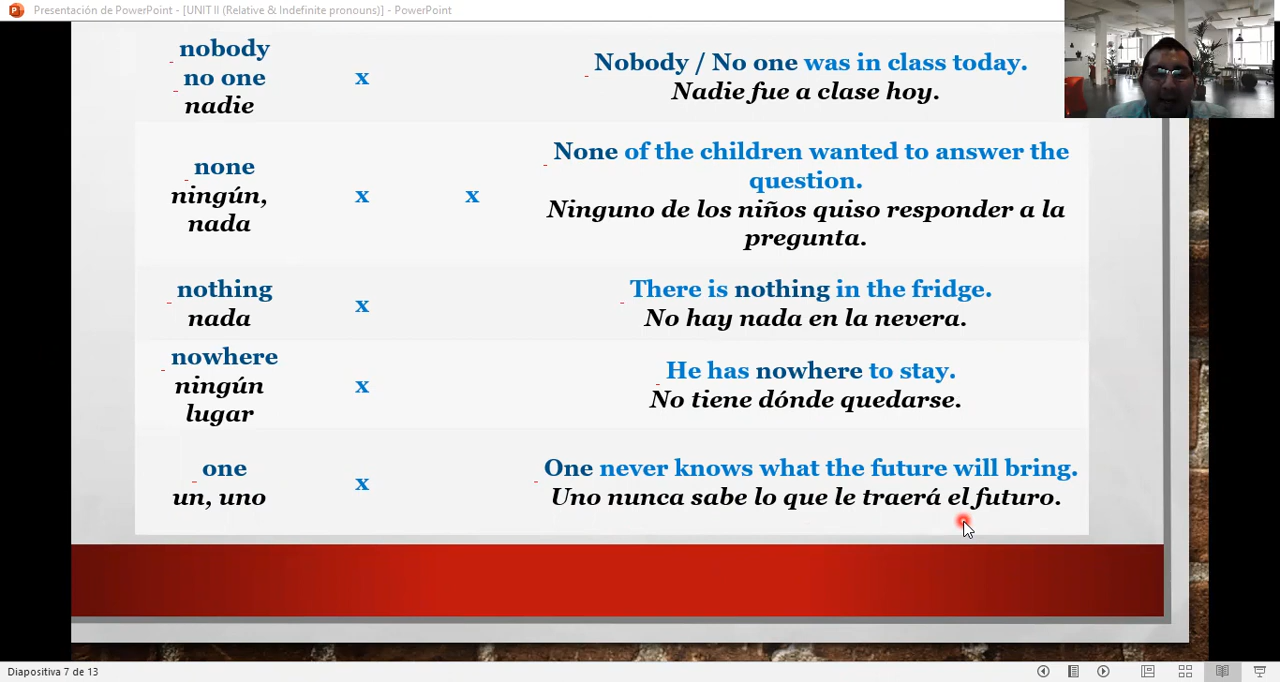 Presentación de PowerPoint - [UNIT II (Relative & Indefinite pronouns)] - PowerPoint
nobody
no one
nadie
x
Nobody / No one was in class today.
Nadie fue a clase hoy.
none
ningún,
nada
x
x
None of the children wanted to answer the
question.
Ninguno de los niños quiso responder a la
pregunta.
nothing
nada
x
There is nothing in the fridge.
No hay nada en la nevera.
nowhere
ningún
lugar
x
He has nowhere to stay.
No tiene dónde quedarse.
one
un, uno
x
One never knows what the future will bring.
Uno nunca sabe lo que le traerá el futuro.
Diapositiva 7 de 13